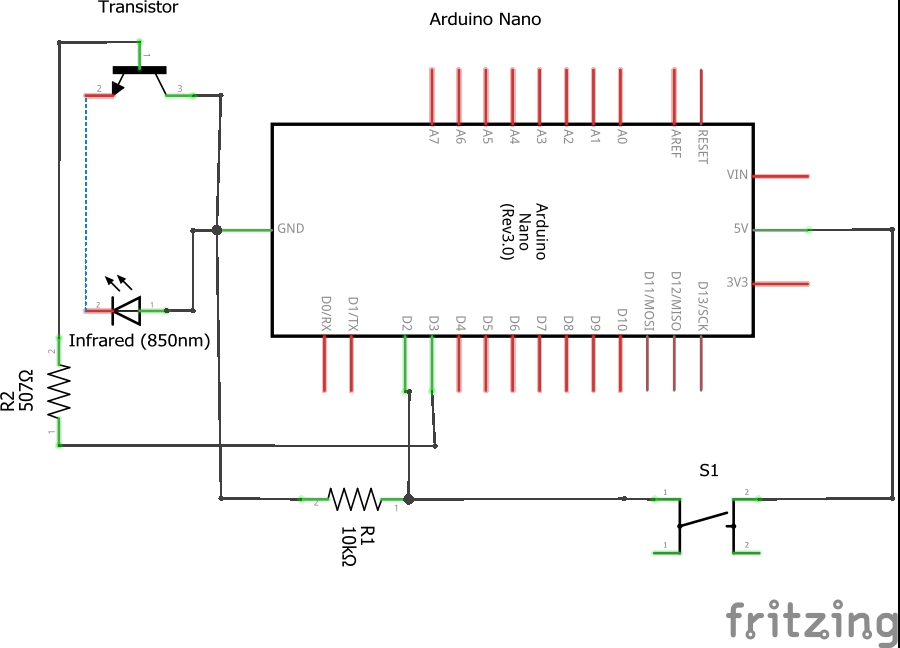 Transistor
Arduino Nano
1
2
3
A7
A6
A5
A4
A3
A2
A1
A0
AREF
RESET
VIN
GND
Arduino
Nano
(Rev3.0)
5V
3V3
D0/RX
D1/TX
D2
D3
D4
D5
D6
D7
D8
D9
D10
D11/MOSI
D12/MISO
D13/SCK
2
1
Infrared (850nm)
2
R2
507Ω
1
S1
2
1
R1
10kΩ
1
2
1
2
fritzing